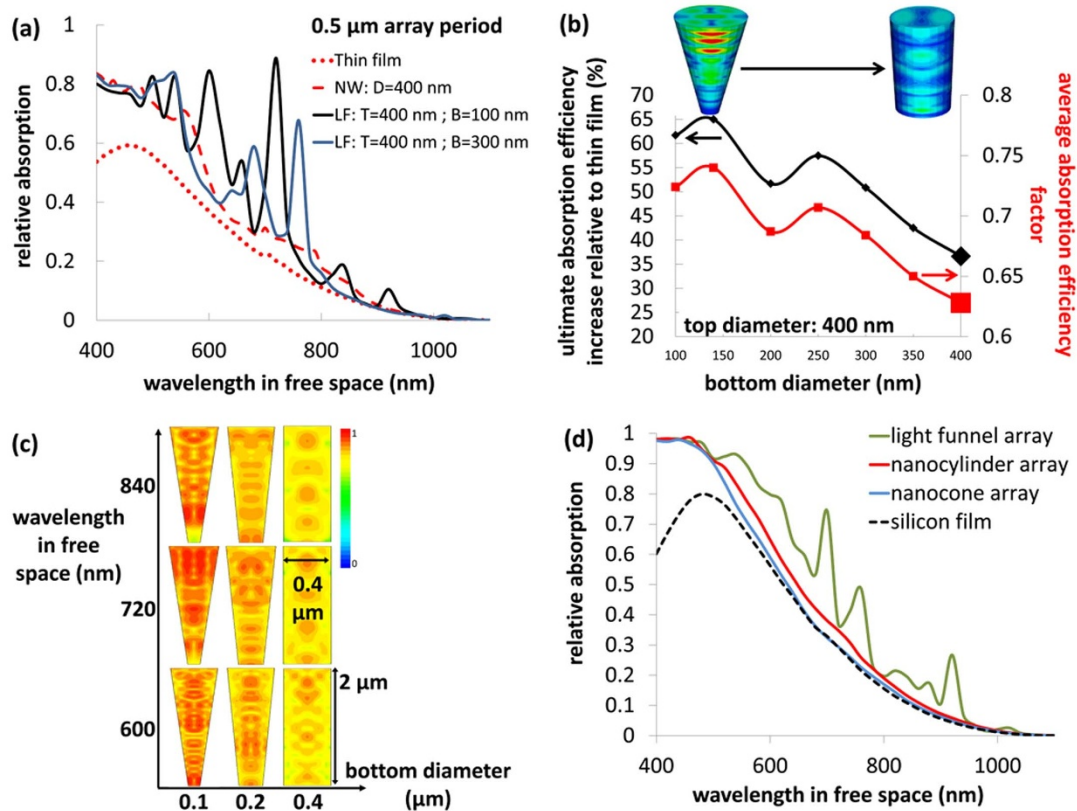 (a)
0.5 µm array period
Thin film
NW: D=400 nm
LF: T=400 nm ; B=100 nm
LF: T=400 nm ; B=300 nm
relative absorption
1
0.8
0.6
0.4
0.2
0
400
600
800
1000
wavelength in free space (nm)
(b)
ultimate absorption efficiency
increase relative to thin film (%)
70
65
60
55
50
45
40
35
30
25
20
0.8
0.75
0.7
0.65
0.6
average absorption efficiency
factor
top diameter: 400 nm
100
150
200
250
300
350
400
bottom diameter (nm)
(c)
1
0
wavelength
in free
space (nm)
840
720
600
0.4
µm
2 µm
bottom diameter
(µm)
0.1
0.2
0.4
(d)
light funnel array
nanocylinder array
nanocone array
silicon film
relative absorption
1
0.9
0.8
0.7
0.6
0.5
0.4
0.3
0.2
0.1
0
400
600
800
1000
wavelength in free space (nm)